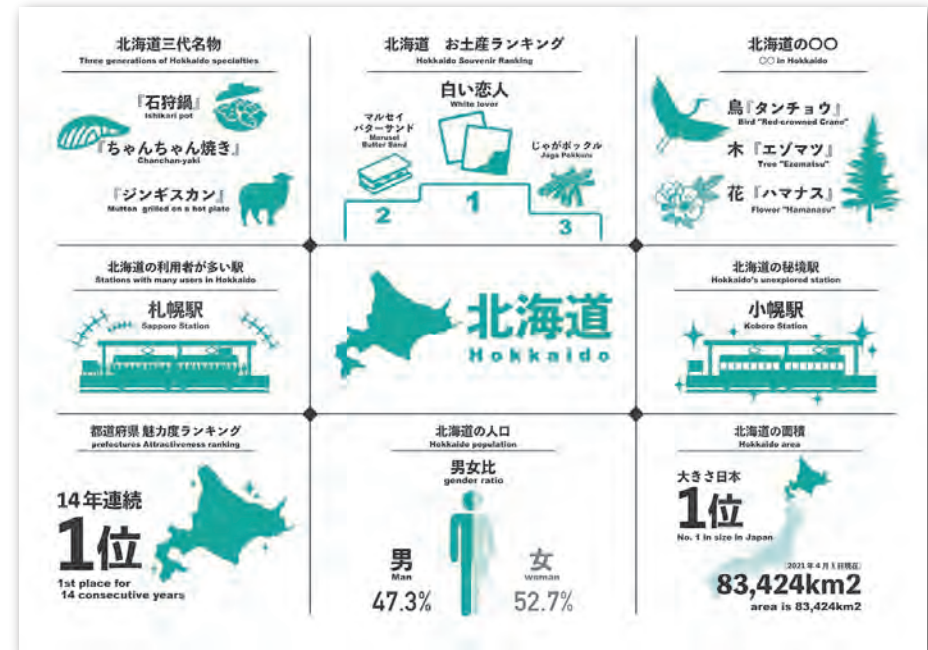 北海道三代名物
Three generations of Hokkaido specialties
『石狩鍋』
Ishikari pot
『ちゃんちゃん焼き』
Chanchan-yaki
『ジンギスカン』
Mutton grilled on a hot plate
北海道 お土産ランキング
Hokkaido Souvenir Ranking
白い恋人
White lover
マルセイ
バターサンド
Marusei
Butter Sand
じゃがポックル
Jaga Pokkuru
2
1
3
北海道の〇〇
〇〇 in Hokkaido
鳥『タンチョウ』
Bird "Red-crowned Crane"
木『エゾマツ』
Tree "Ezomatsu"
花『ハマナス』
Flower "Hamanasu"
北海道の利用者が多い駅
Stations with many users in Hokkaido
札幌駅
Sapporo Station
北海道
Hokkaido
北海道の秘境駅
Hokkaido's unexplored station
小幌駅
Koboro Station
都道府県 魅力度ランキング
prefectures Attractiveness ranking
14年連続
1位
1st place for
14 consecutive years
北海道の人口
Hokkaido population
男女比
gender ratio
男
Man
47.3%
女
woman
52.7%
北海道の面積
Hokkaido area
大きさ日本
1位
No. 1 in size in Japan
[2021年4月1日現在]
83,424km2
area is 83,424km2